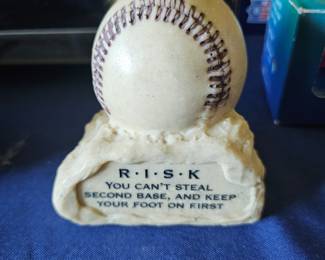 R·I·S·K
YOU CAN'T STEAL
SECOND BASE, AND KEEP
YOUR FOOT ON FIRST